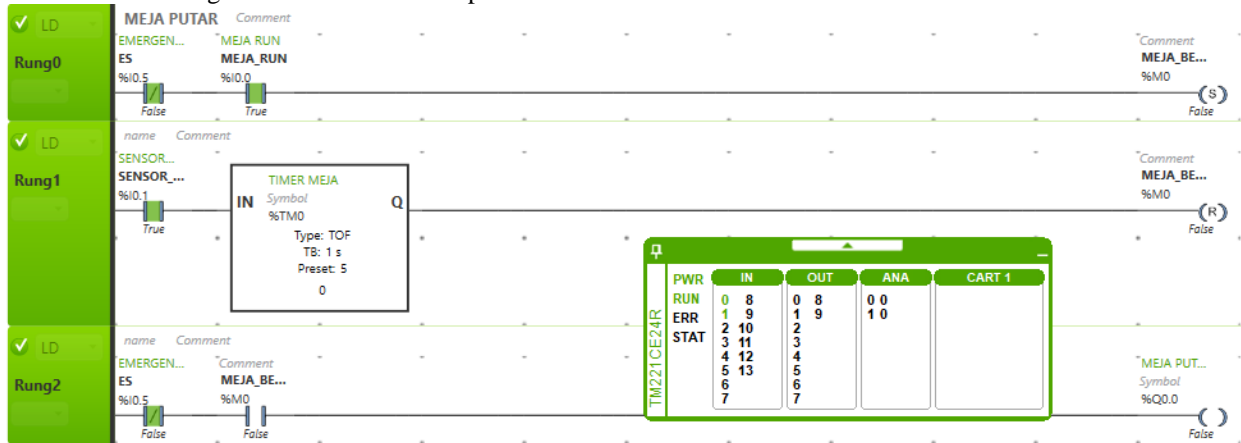 MEJA PUTAR Comment
LD
Rung0
EMERGEN...
ES
%I0.5
False
MEJA RUN
MEJA_RUN
%I0.0
True
Comment
MEJA_BE...
%M0
S
False
LD
Rung1
name Comment
SENSOR...
SENSOR_...
%I0.1
True
TIMER MEJA
IN Symbol Q
%TM0
Type: TOF
TB: 1 s
Preset: 5
0
Comment
MEJA_BE...
%M0
R
False
TM221CE24R
PWR
RUN
ERR
STAT
IN
0 8
1 9
2 10
3 11
4 12
5 13
6
7
OUT
0 8
1 9
2
3
4
5
6
7
ANA
0 0
1 0
CART 1
LD
Rung2
name Comment
EMERGEN...
ES
%I0.5
False
Comment
MEJA_BE...
%M0
False
MEJA PUT...
Symbol
%Q0.0
False